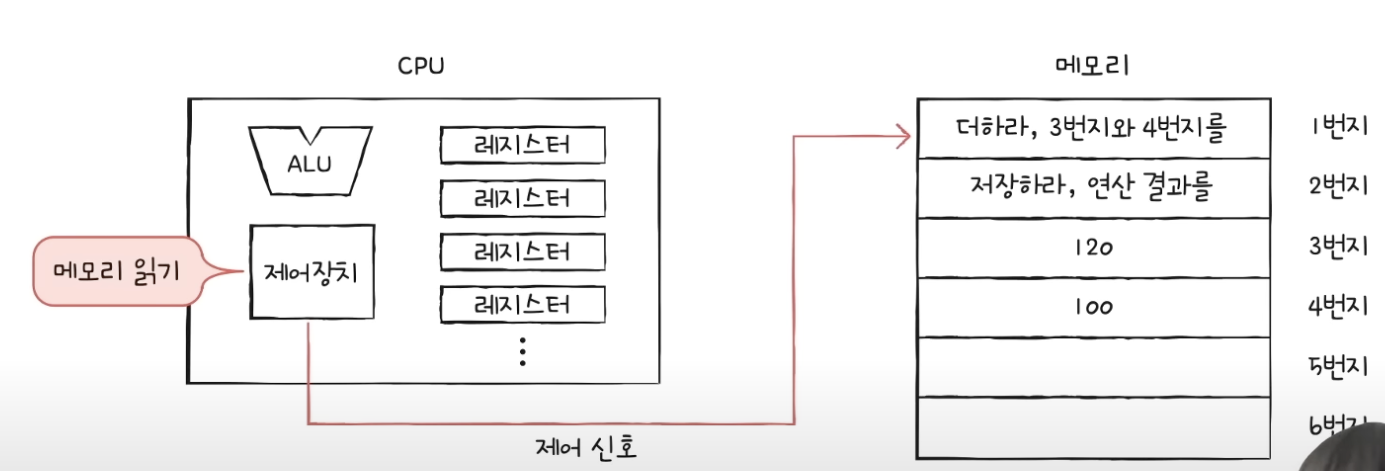 CPU
메모리
ALU
제어장치
메모리 읽기
레지스터
레지스터
레지스터
레지스터
제어 신호
더하라, 3번지와 4번지를
1번지
저장하라, 연산 결과를
2번지
120
3번지
100
4번지
5번지